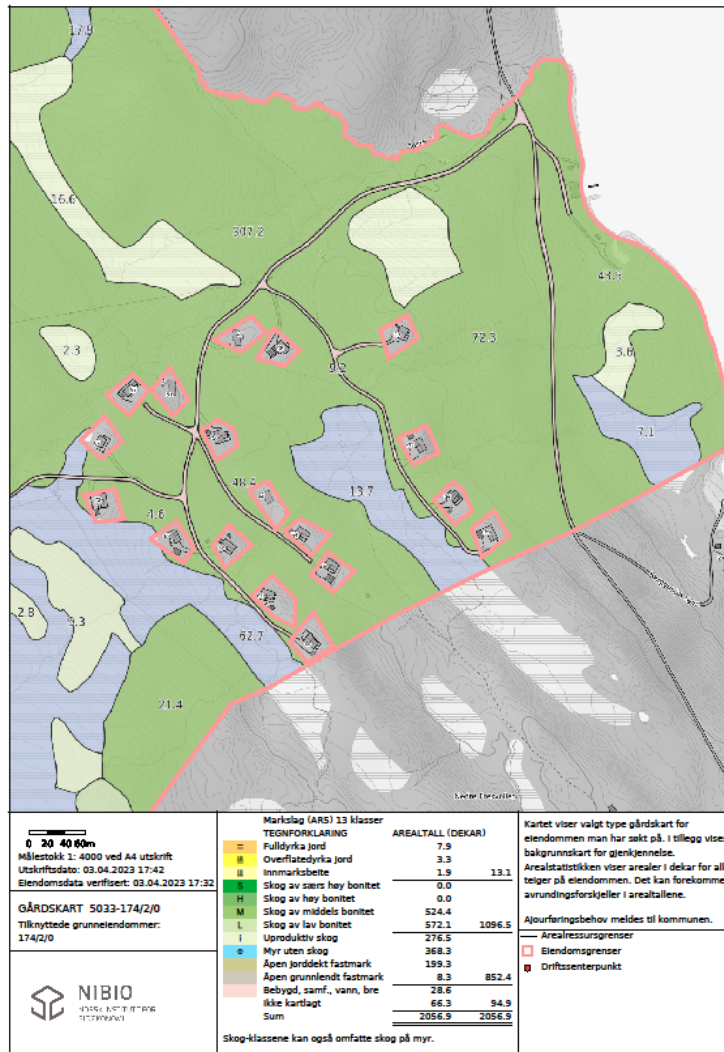 17.9
16.6
307.2
43.9
72.3
2.3
9.2
3.6
7.1
48.4
13.7
4.6
2.8
9.3
62.7
21.4
0 20 40 60m
Målestokk 1: 4000 ved A4 utskrift
Utskriftsdato: 03.04.2023 17:42
Eiendomsdata verifisert: 03.04.2023 17:32
GÅRDSKART 5033-174/2/0
Tilknyttede grunneiendommer:
174/2/0
NIBIO
NORSK INSTITUTT FOR
BIOØKONOMI
Markslag (AR5) 13 klasser
TEGNFORKLARING AREALTALL (DEKAR)
Fulldyrka jord 7.9
Overflatedyrka jord 3.3
Innmarksbeite 1.9 13.1
S Skog av særs høy bonitet 0.0
H Skog av høy bonitet 0.0
M Skog av middels bonitet 524.4
L Skog av lav bonitet 572.1 1096.5
i Uproduktiv skog 276.5
Myr uten skog 368.3
Åpen jorddekt fastmark 199.3
Åpen grunnlendt fastmark 8.3 852.4
Bebygd, samf., vann, bre 28.6
Ikke kartlagt 66.3 94.9
Sum 2056.9 2056.9
Skog-klassene kan også omfatte skog på myr.
Kartet viser valgt type gårdskart for
eiendommen man har søkt på. I tillegg vises
bakgrunnskart for gjenkjennelse.
Arealstatistikken viser arealer i dekar for alle
teiger på eiendommen. Det kan forekomme
avrundingsforskjeller i arealtallene.
Ajourføringsbehov meldes til kommunen.
Arealressursgrenser
Eiendomsgrenser
Driftssenterpunkt